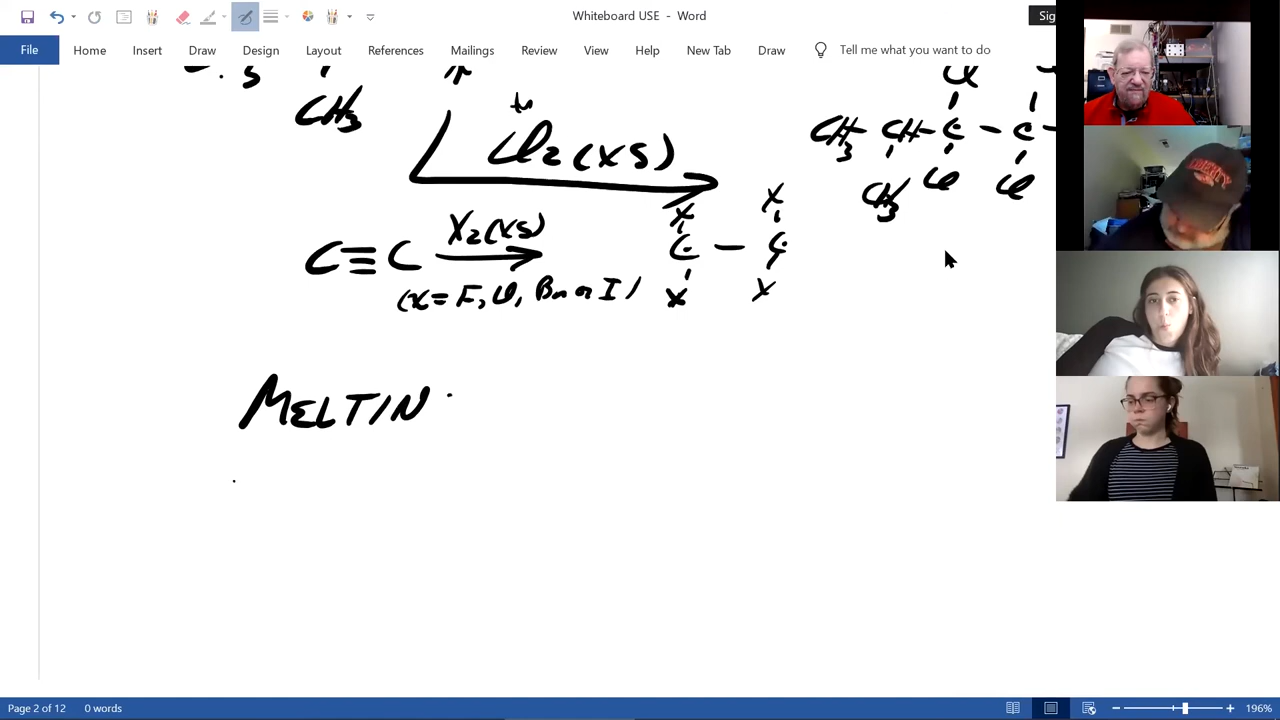 Whiteboard USE - Word
Sig
File Home Insert Draw Design Layout References Mailings Review View Help New Tab Draw Tell me what you want to do
CH3
Cl2 (XS)
CH3 - CH - C - C -
CH3 Cl Cl
X X
C≡C X2 (XS) C - C
(X = F, Cl, Br or I) X X
MELTIN
LIBERTY
Page 2 of 12 0 words 196%